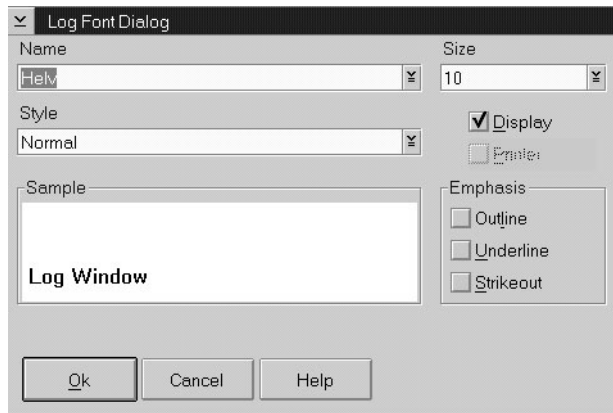 Log Font Dialog
Name
Size
Helv
10
Style
Display
Normal
Printer
Sample
Emphasis
Outline
Log Window
Underline
Strikeout
Ok
Cancel
Help